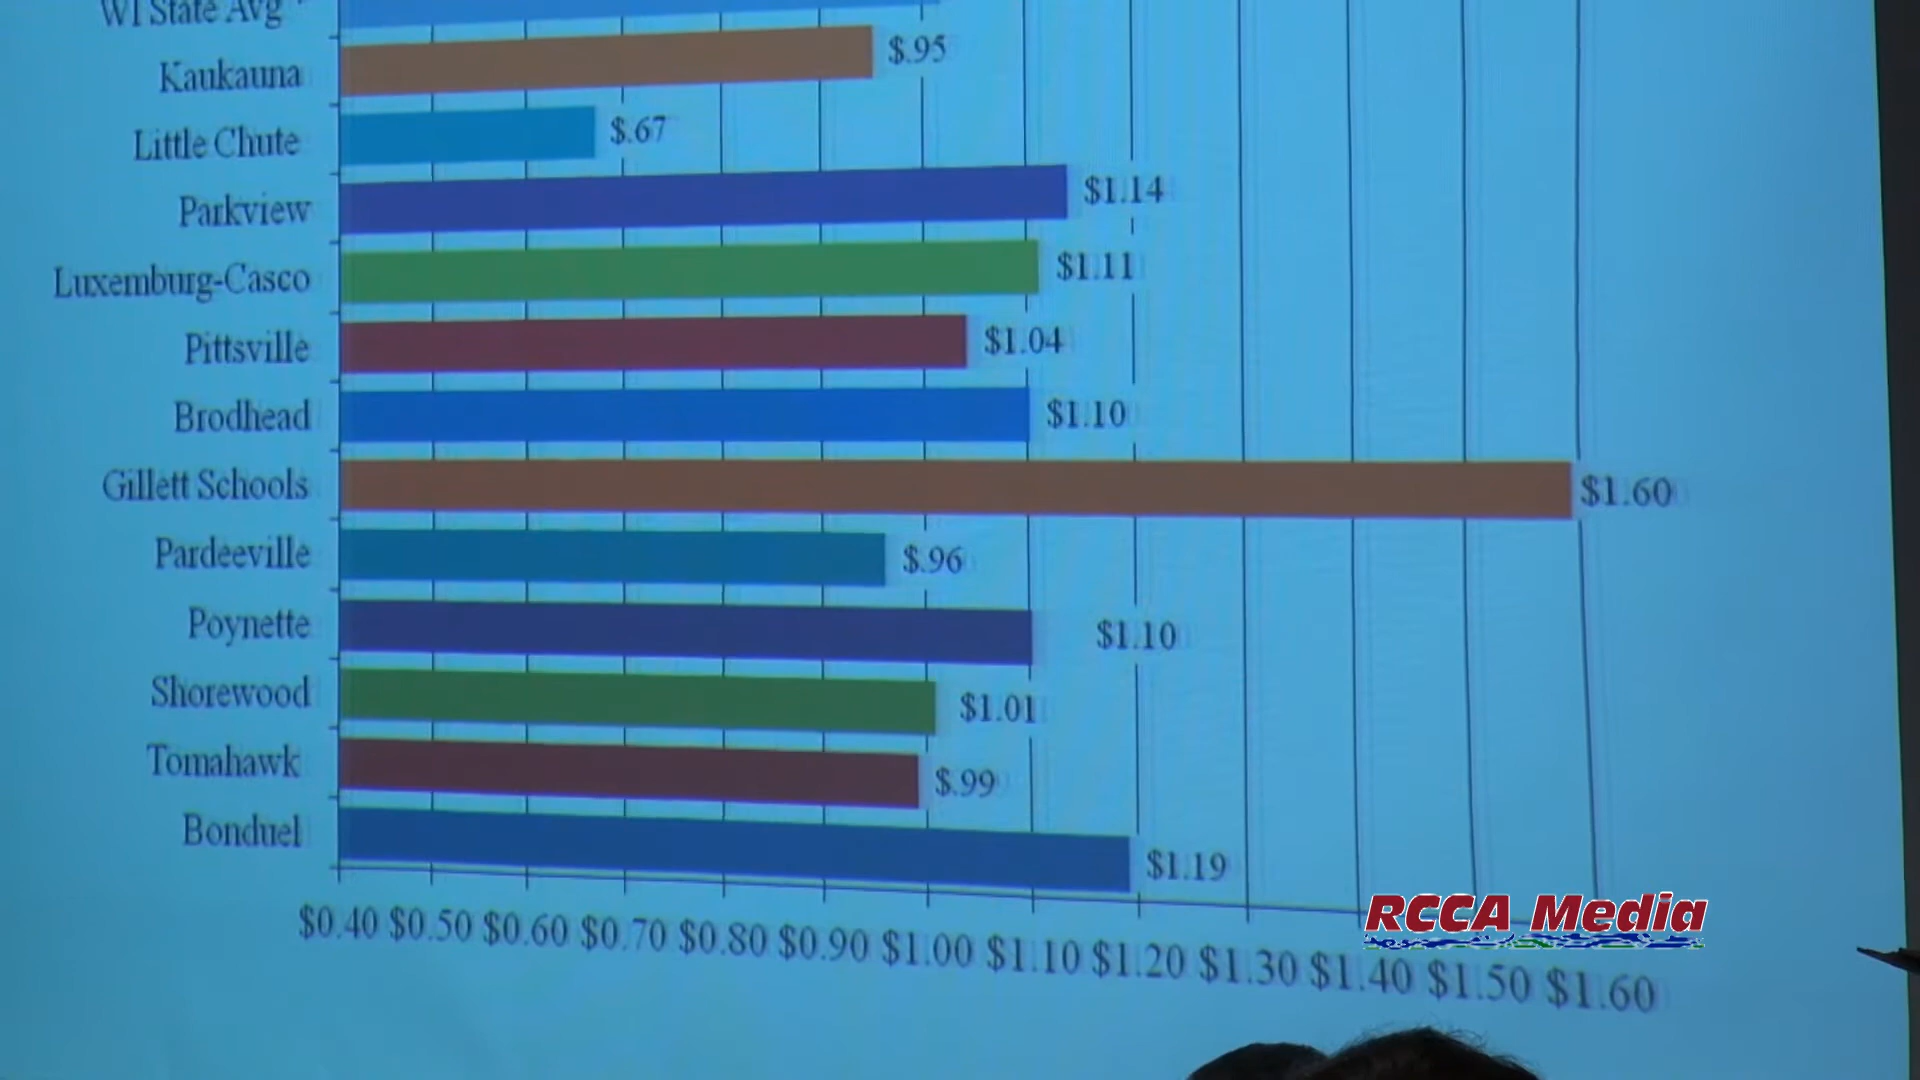 WI State Avg
Kaukauna $.95
Little Chute $.67
Parkview $1.14
Luxemburg-Casco $1.11
Pittsville $1.04
Brodhead $1.10
Gillett Schools $1.60
Pardeeville $.96
Poynette $1.10
Shorewood $1.01
Tomahawk $.99
Bonduel $1.19
$0.40 $0.50 $0.60 $0.70 $0.80 $0.90 $1.00 $1.10 $1.20 $1.30 $1.40 $1.50 $1.60
RCCA Media